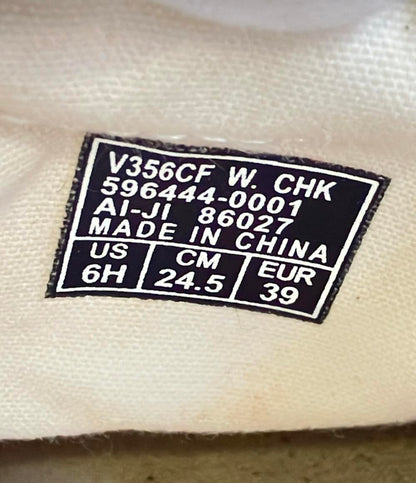 V356CF W. CHK
596444-0001
AI-JI 86027
MADE IN CHINA
US CM EUR
6H 24.5 39